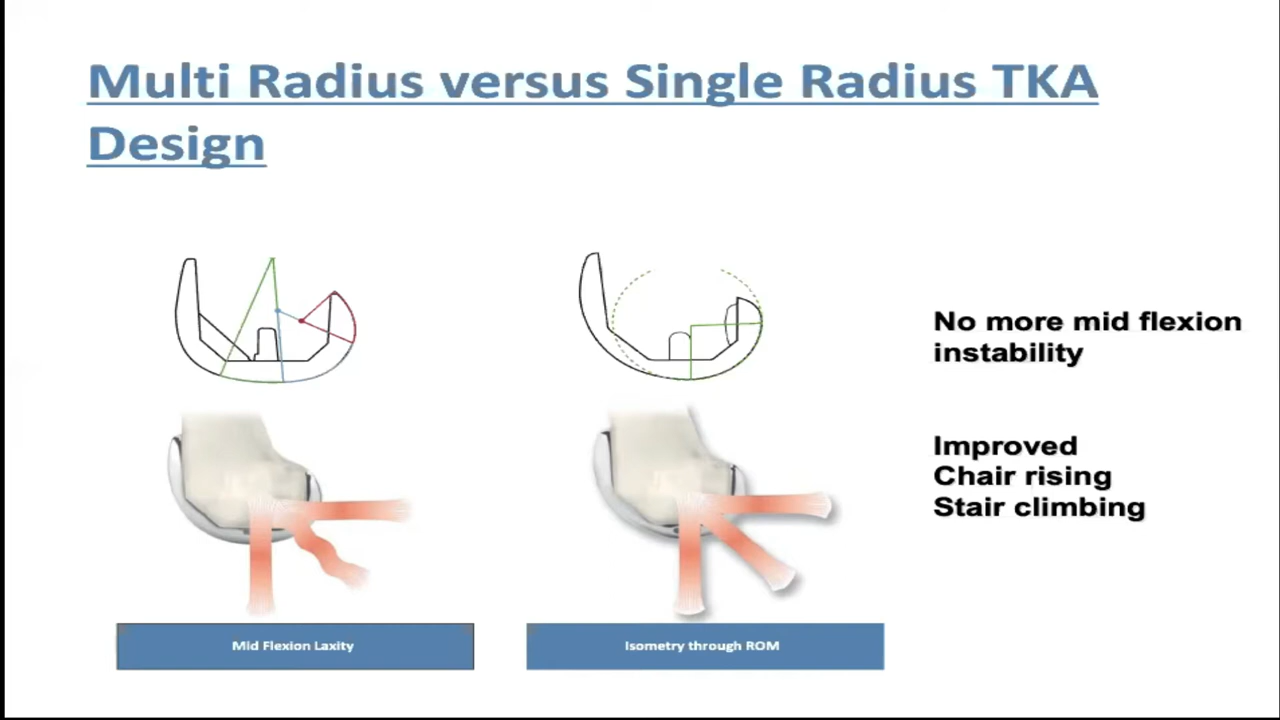 Multi Radius versus Single Radius TKA
Design
No more mid flexion
instability
Improved
Chair rising
Stair climbing
Mid Flexion Laxity
Isometry through ROM